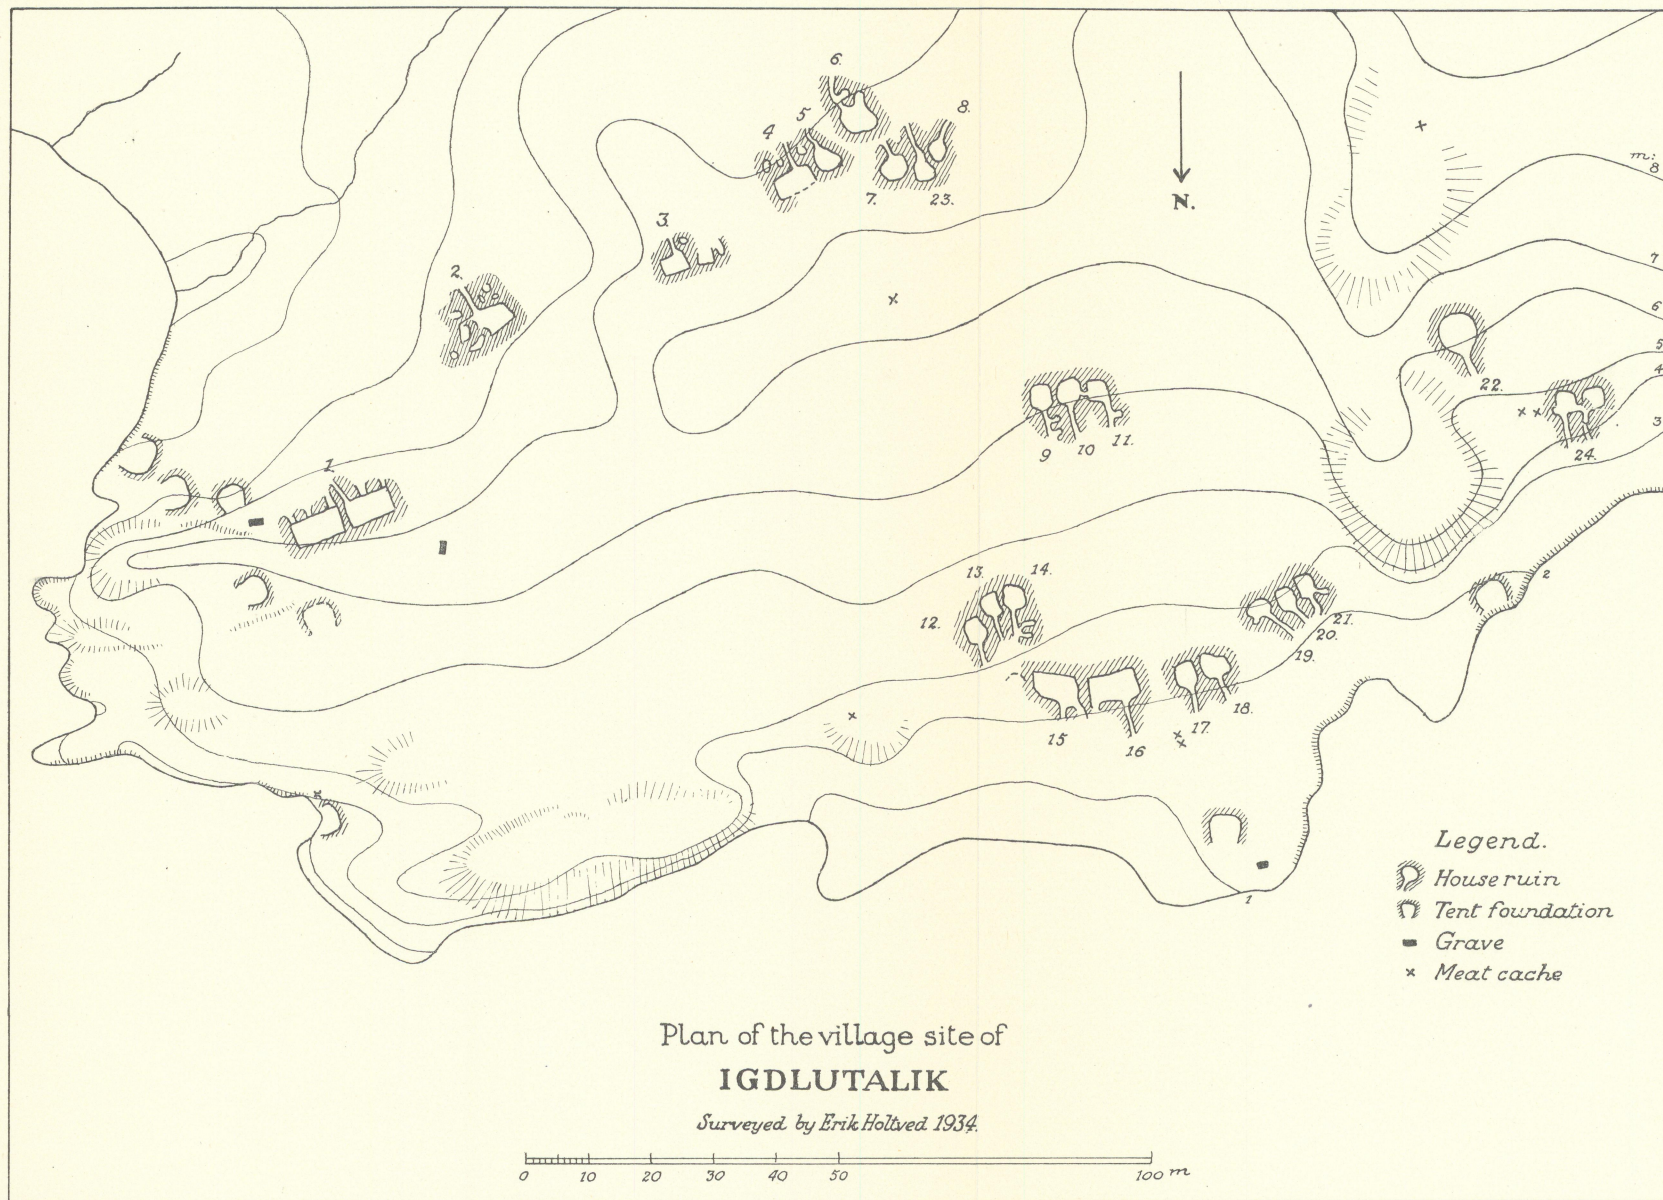 6.
5
8.
4
m:
8
N.
7.
23.
3.
7
2.
6
5
22.
4
3
9
10
11.
24.
1.
2
13.
14.
12.
21.
20.
19.
18.
17.
15
16
1
Legend.
House ruin
Tent foundation
Grave
Meat cache
Plan of the village site of
IGDLUTALIK
Surveyed by Erik Holtved 1934.
0 10 20 30 40 50 100 m